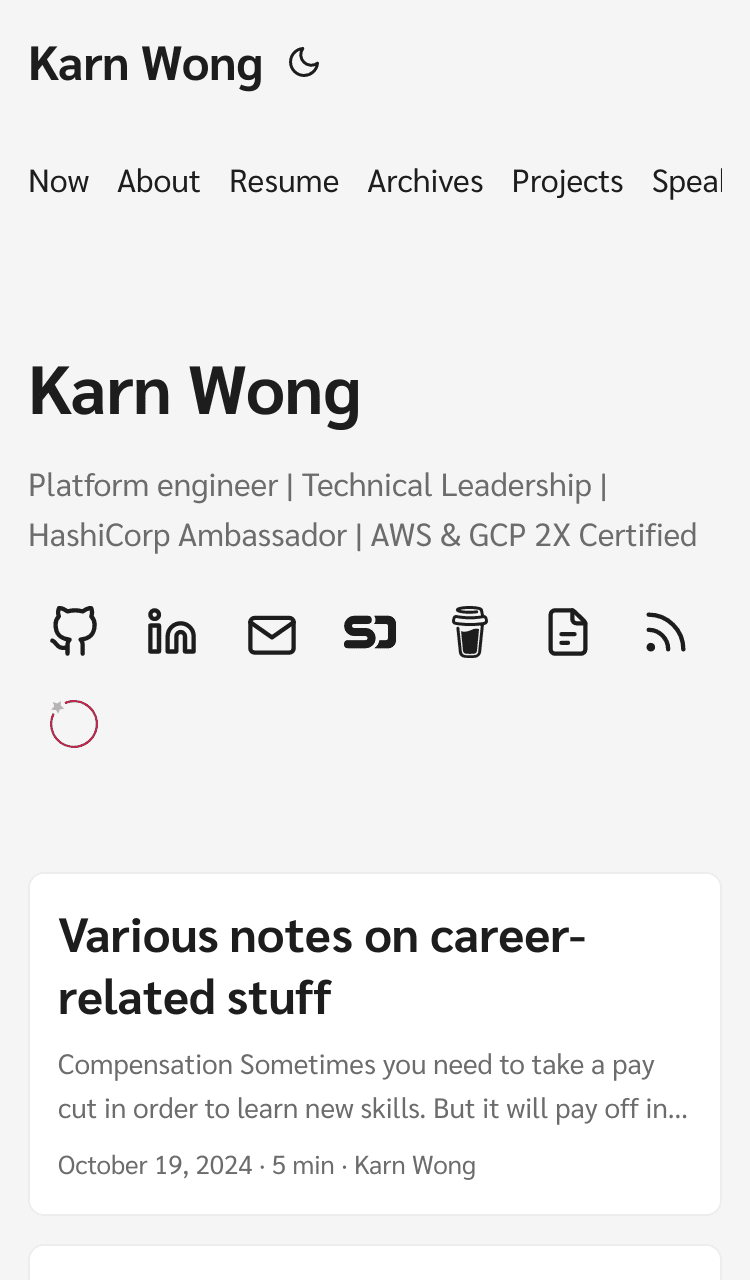 Karn Wong
Now About Resume Archives Projects
Karn Wong
Platform engineer | Technical Leadership |
HashiCorp Ambassador | AWS & GCP 2X Certified
Various notes on career-
related stuff
Compensation Sometimes you need to take a pay
cut in order to learn new skills. But it will pay off in...
October 19, 2024 · 5 min · Karn Wong